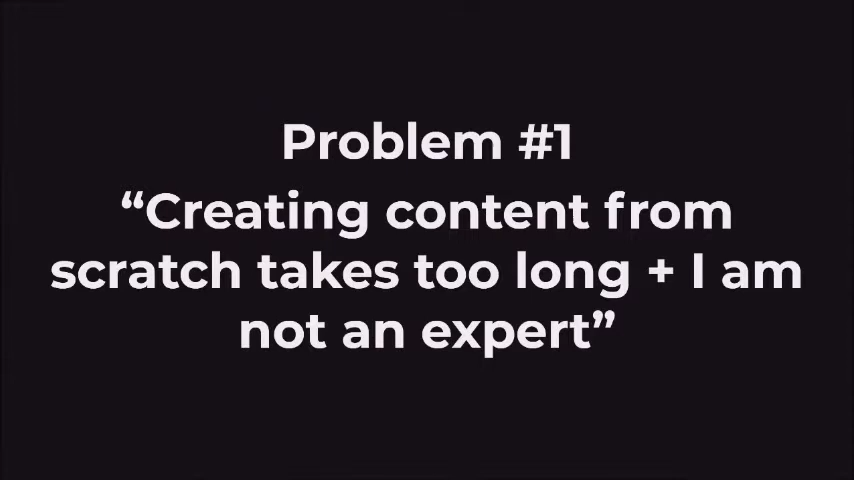 Problem #1
“Creating content from
scratch takes too long + I am
not an expert”